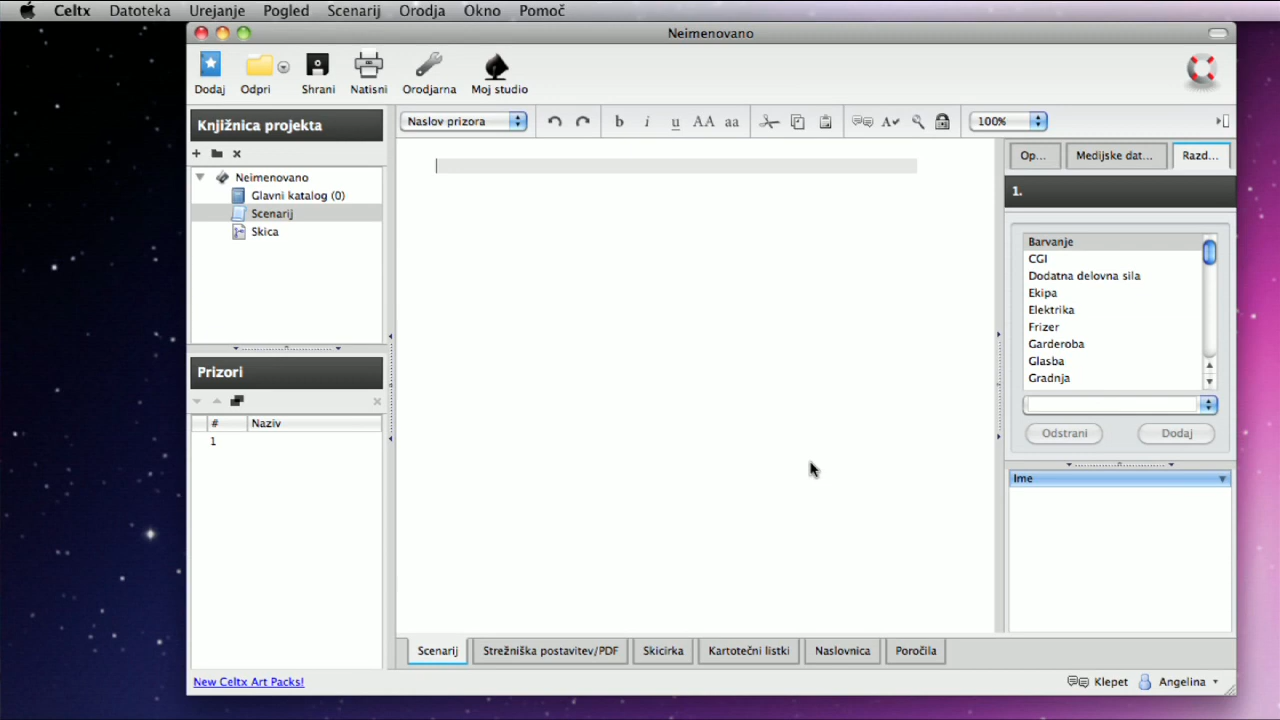 Celtx Datoteka Urejanje Pogled Scenarij Orodja Okno Pomoč
Neimenovano
Dodaj Odpri Shrani Natisni Orodjarna Moj studio
Knjižnica projekta
Neimenovano
Glavni katalog (0)
Scenarij
Skica
Prizori
# Naziv
1
New Celtx Art Packs!
Naslov prizora b i u AA aa 100%
Scenarij Strežniška postavitev/PDF Skicirka Kartotečni listki Naslovnica Poročila
Op... Medijske dat... Razd...
1.
Barvanje
CGI
Dodatna delovna sila
Ekipa
Elektrika
Frizer
Garderoba
Glasba
Gradnja
Odstrani Dodaj
Ime
Klepet Angelina